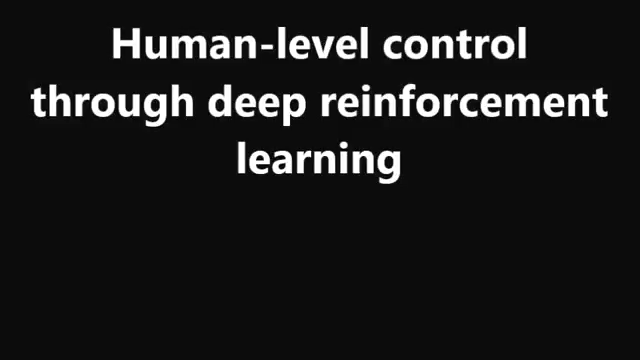 Human-level control
through deep reinforcement
learning